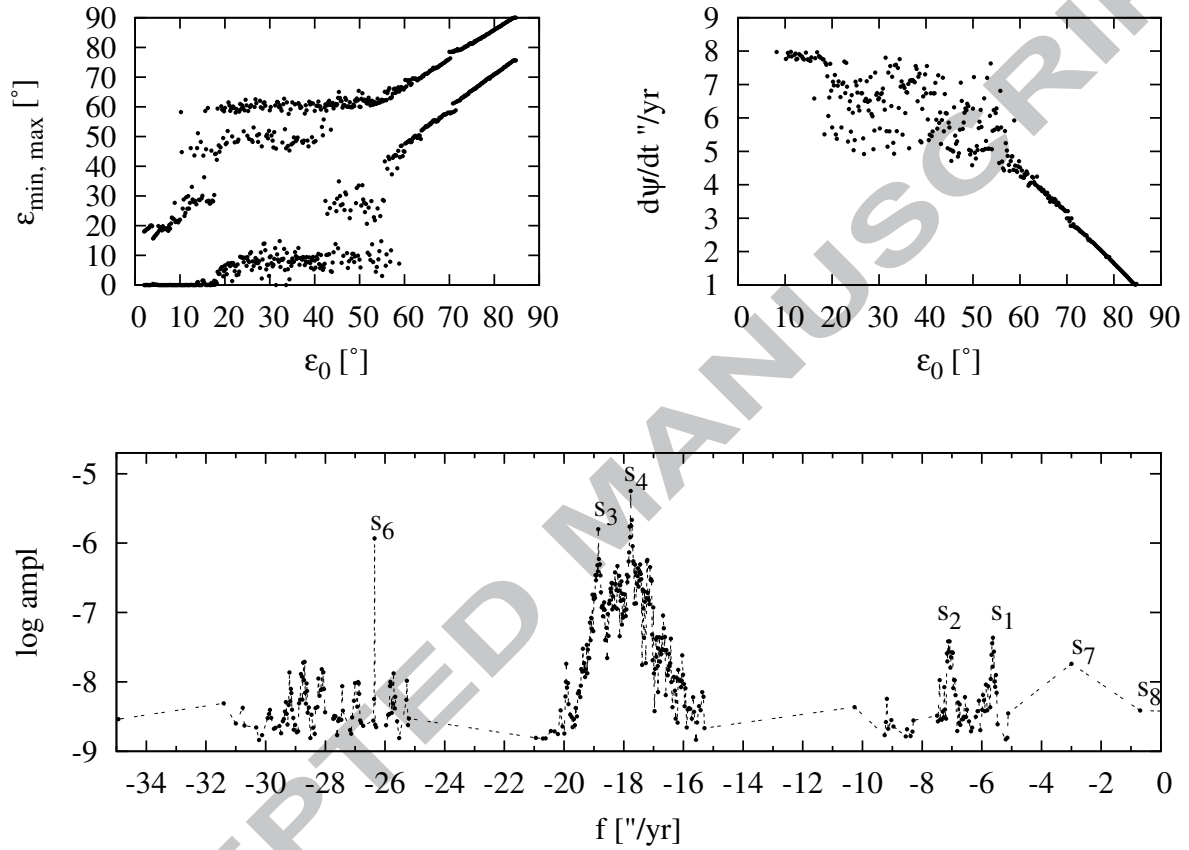 90
80
70
60
50
40
30
20
10
0
ε_min, max [°]
0 10 20 30 40 50 60 70 80 90
ε_0 [°]
9
8
7
6
5
4
3
2
1
dψ/dt "/yr
0 10 20 30 40 50 60 70 80 90
ε_0 [°]
-5
-6
-7
-8
-9
log ampl
s_6
s_3
s_4
s_2
s_1
s_7
s_8
-34 -32 -30 -28 -26 -24 -22 -20 -18 -16 -14 -12 -10 -8 -6 -4 -2 0
f ["/yr]
EPTED MANUSCRIP